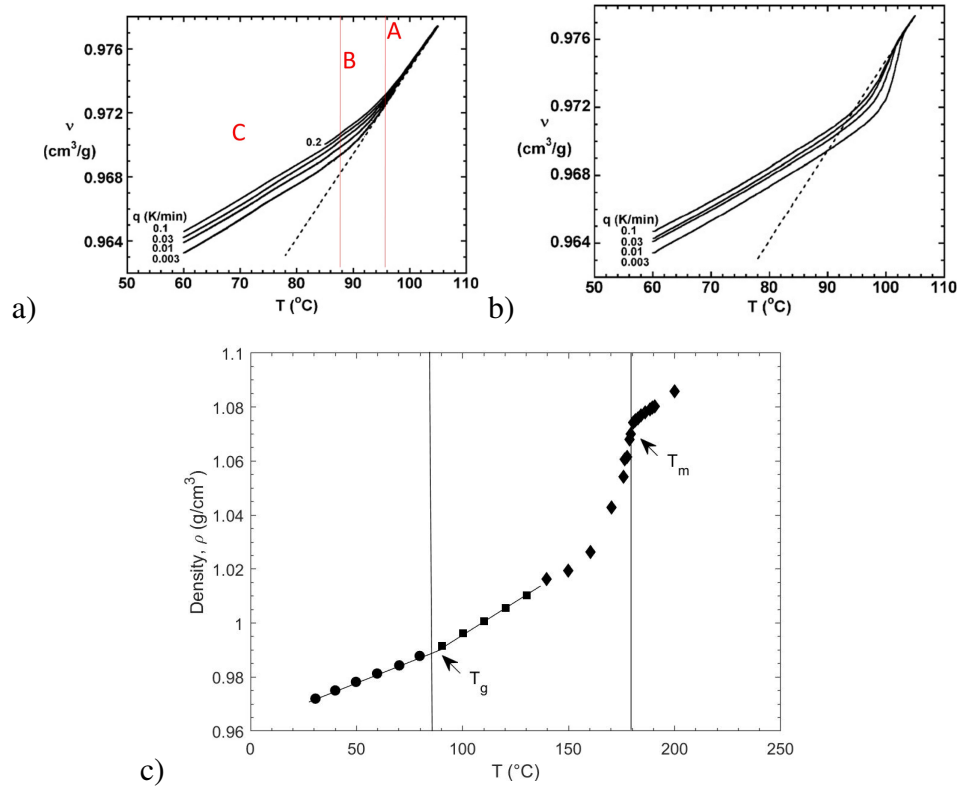 A
B
C
0.976
0.972
0.968
0.964
ν
(cm³/g)
0.2
q (K/min)
0.1
0.03
0.01
0.003
50 60 70 80 90 100 110
T (°C)
a)
0.976
0.972
0.968
0.964
ν
(cm³/g)
q (K/min)
0.1
0.03
0.01
0.003
50 60 70 80 90 100 110
T (°C)
b)
1.1
1.08
1.06
1.04
1.02
1
0.98
0.96
Density, ρ (g/cm³)
T_m
T_g
0 50 100 150 200 250
T (°C)
c)